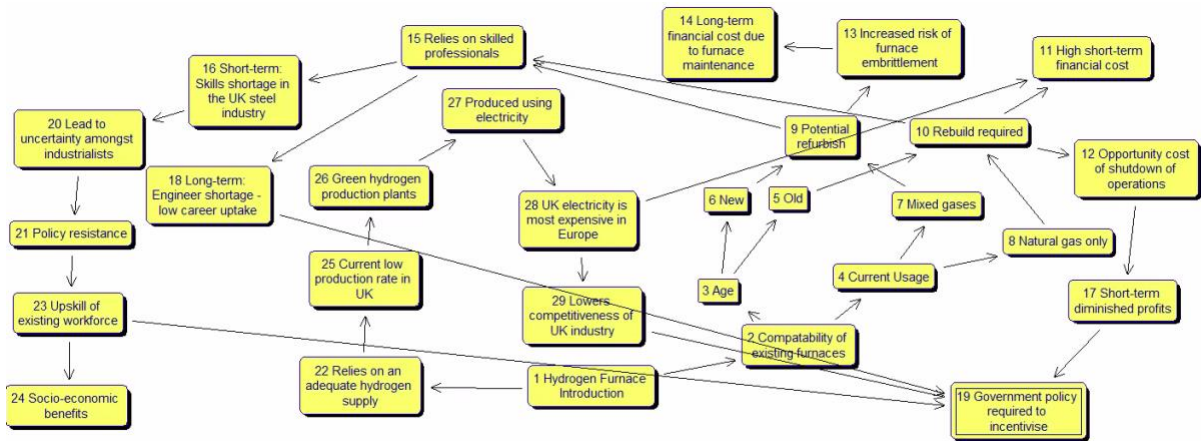 14 Long-term
financial cost due
to furnace
maintenance
13 Increased risk of
furnace
embrittlement
15 Relies on skilled
professionals
11 High short-term
financial cost
16 Short-term:
Skills shortage in
the UK steel
industry
27 Produced using
electricity
20 Lead to
uncertainty amongst
industrialists
9 Potential
refurbish
10 Rebuild required
12 Opportunity cost
of shutdown of
operations
18 Long-term:
Engineer shortage -
low career uptake
26 Green hydrogen
production plants
28 UK electricity is
most expensive in
Europe
6 New
5 Old
7 Mixed gases
21 Policy resistance
8 Natural gas only
25 Current low
production rate in
UK
3 Age
4 Current Usage
23 Upskill of
existing workforce
29 Lowers
competitiveness of
UK industry
17 Short-term
diminished profits
2 Compatability of
existing furnaces
22 Relies on an
adequate hydrogen
supply
1 Hydrogen Furnace
Introduction
24 Socio-economic
benefits
19 Government policy
required to
incentivise